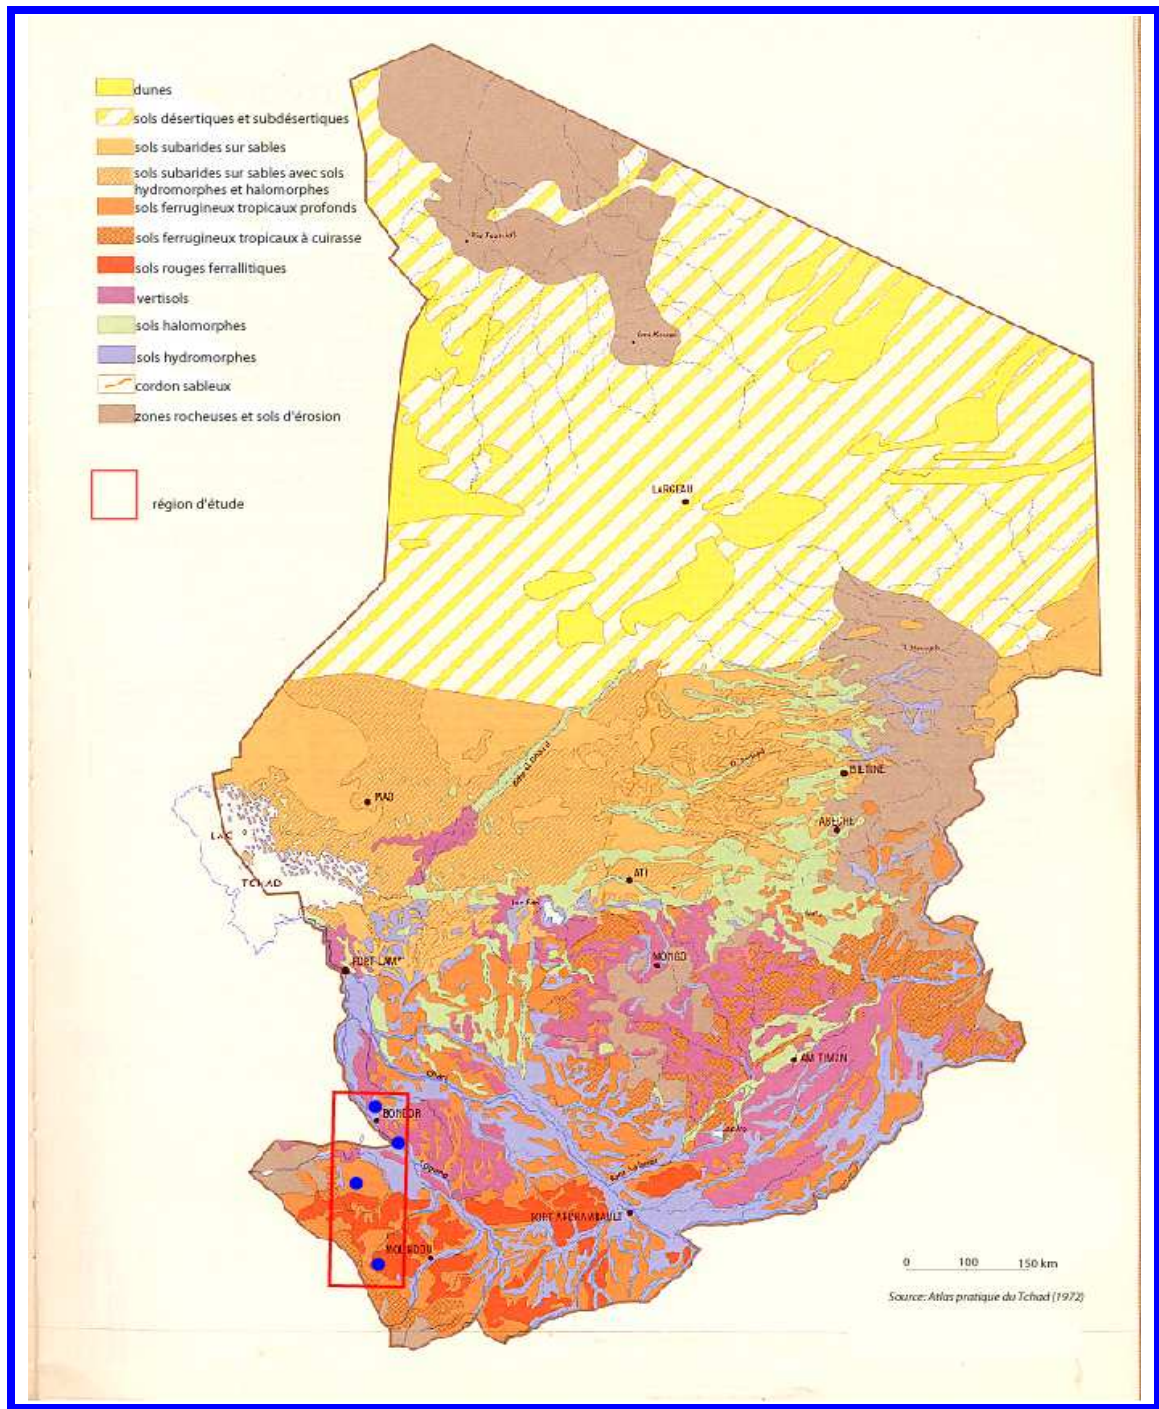 dunes
sols désertiques et subdésertiques
sols subarides sur sables
sols subarides sur sables avec sols
hydromorphes et halomorphes
sols ferrugineux tropicaux profonds
sols ferrugineux tropicaux à cuirasse
sols rouges ferrallitiques
vertisols
sols halomorphes
sols hydromorphes
cordon sableux
zones rocheuses et sols d'érosion
région d'étude
LARGEAU
BILTINE
MAO
LAC
ABECHE
TCHAD
ATI
MONGO
FORT LAMY
AM TIMAN
Chari
BONGOR
Logone
FORT ARCHAMBAULT
MOUNDOU
0 100 150 km
Source: Atlas pratique du Tchad (1972)